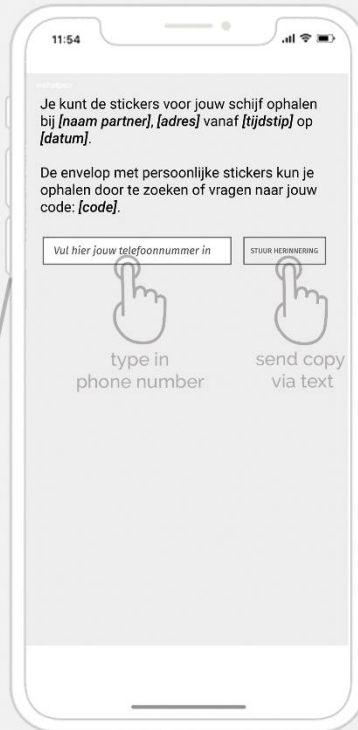 11:54
Je kunt de stickers voor jouw schijf ophalen
bij [naam partner], [adres] vanaf [tijdstip] op
[datum].
De envelop met persoonlijke stickers kun je
ophalen door te zoeken of vragen naar jouw
code: [code].
Vul hier jouw telefoonnummer in
STUUR HERINNERING
type in
phone number
send copy
via text